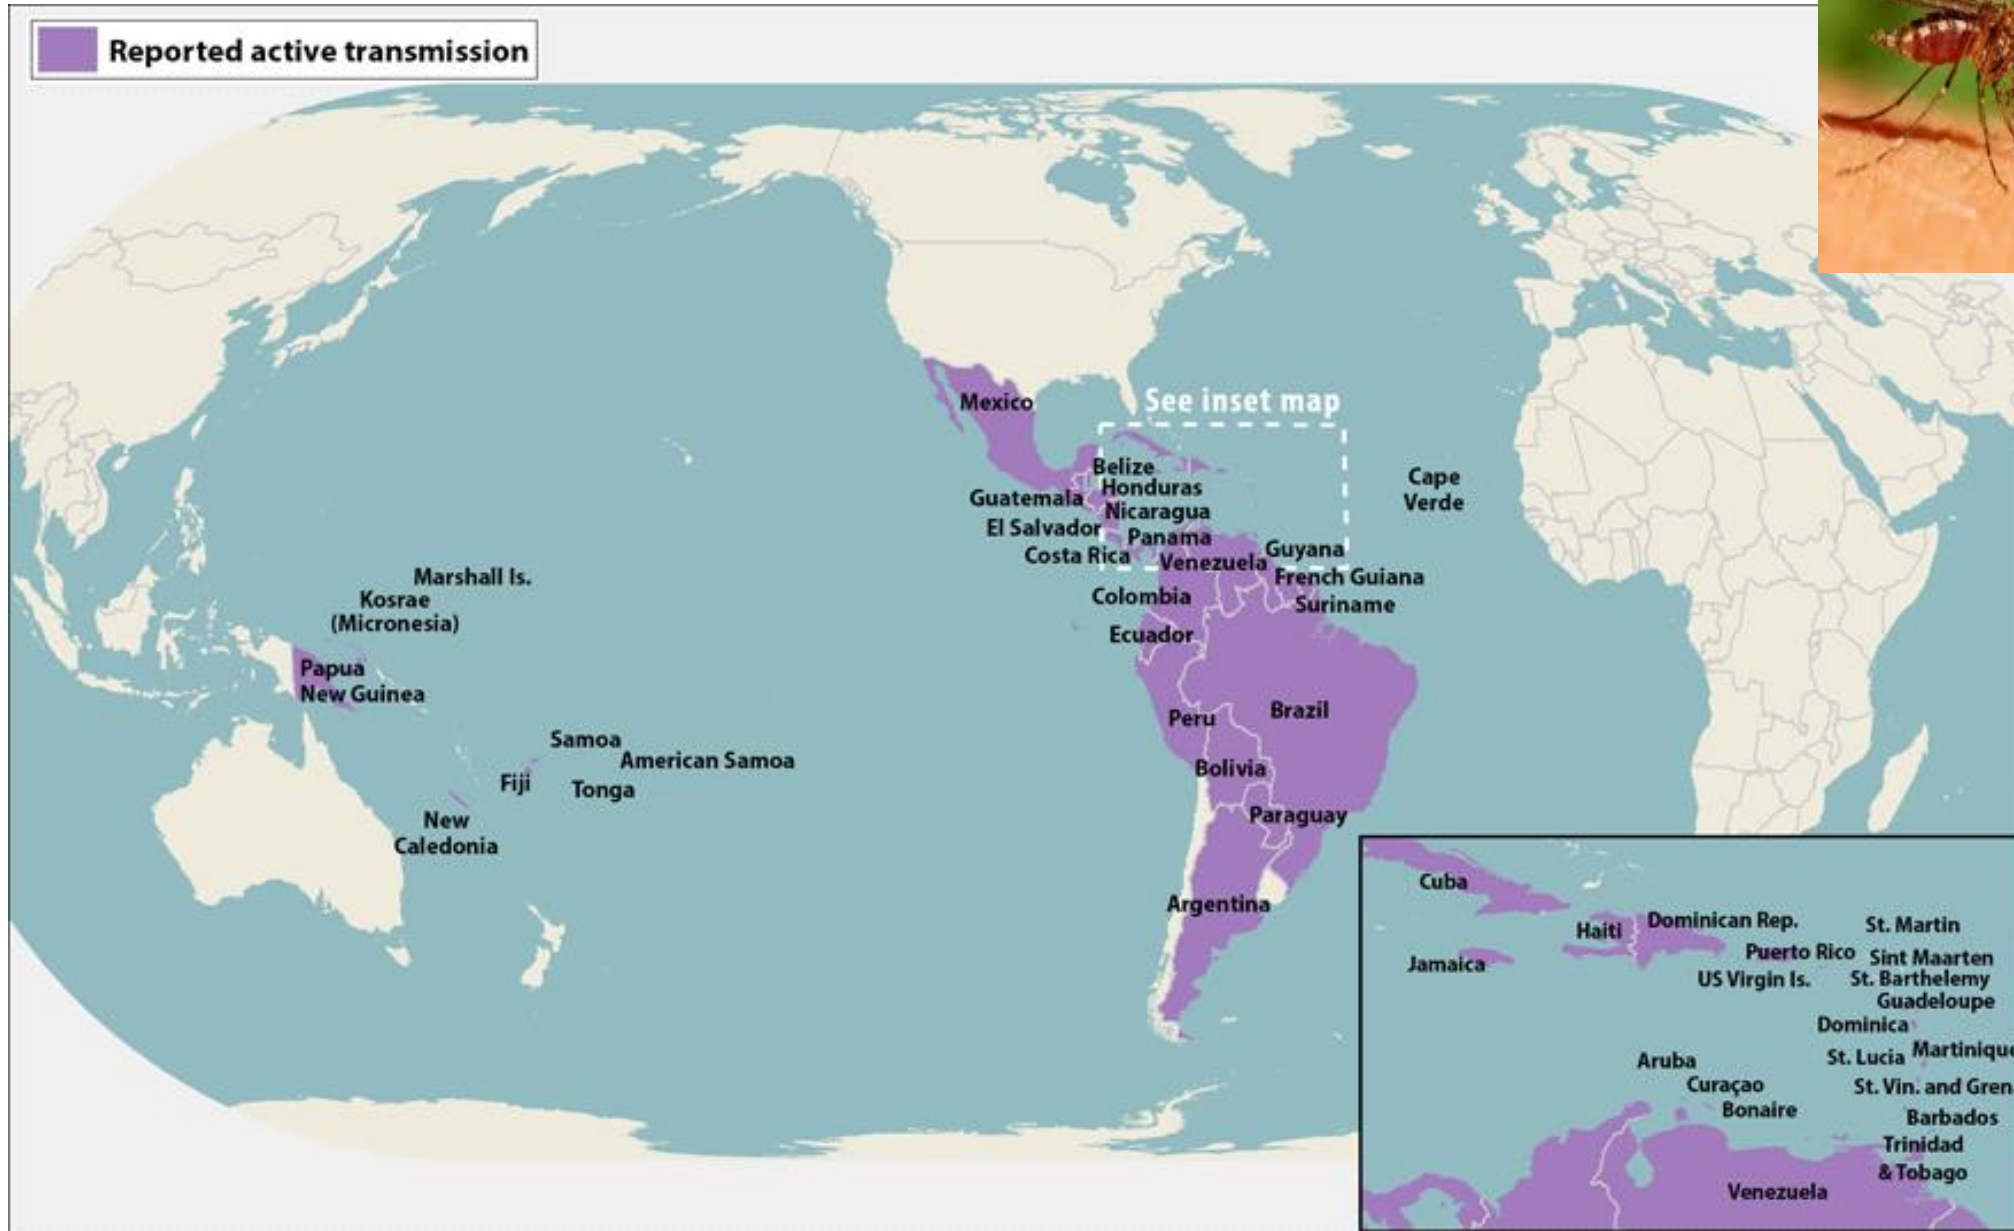 Reported active transmission
See inset map
Mexico
Belize
Honduras
Guatemala
Nicaragua
El Salvador
Panama
Costa Rica
Venezuela
Guyana
French Guiana
Suriname
Colombia
Ecuador
Peru
Brazil
Bolivia
Paraguay
Argentina
Cape
Verde
Marshall Is.
Kosrae
(Micronesia)
Papua
New Guinea
Samoa
American Samoa
Fiji
Tonga
New
Caledonia
Cuba
Haiti
Dominican Rep.
St. Martin
Jamaica
Puerto Rico
Sint Maarten
US Virgin Is.
St. Barthelemy
Guadeloupe
Dominica
Martinique
St. Lucia
Aruba
Curaçao
St. Vin. and Gren
Bonaire
Barbados
Trinidad
& Tobago
Venezuela